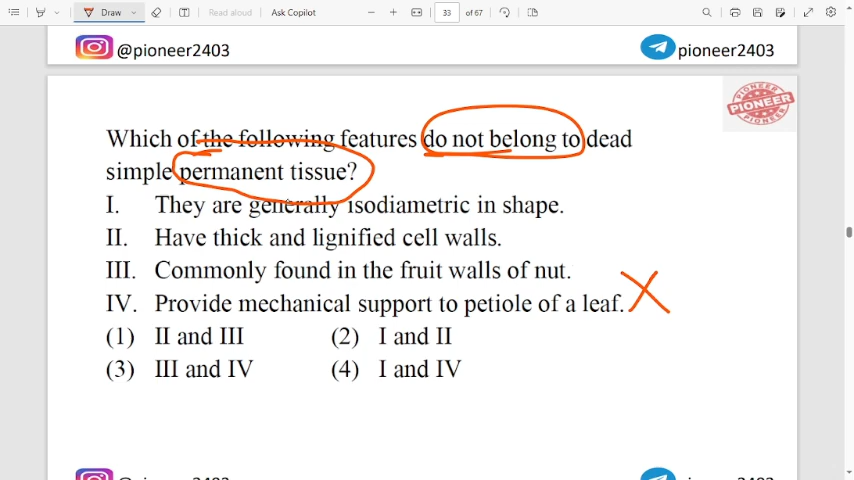 Draw
Read aloud
Ask Copilot
33
of 67
@pioneer2403
pioneer2403
PIONEER
PIONEER
PIONEER
Which of the following features do not belong to dead
simple permanent tissue?
I. They are generally isodiametric in shape.
II. Have thick and lignified cell walls.
III. Commonly found in the fruit walls of nut.
IV. Provide mechanical support to petiole of a leaf.
(1) II and III (2) I and II
(3) III and IV (4) I and IV